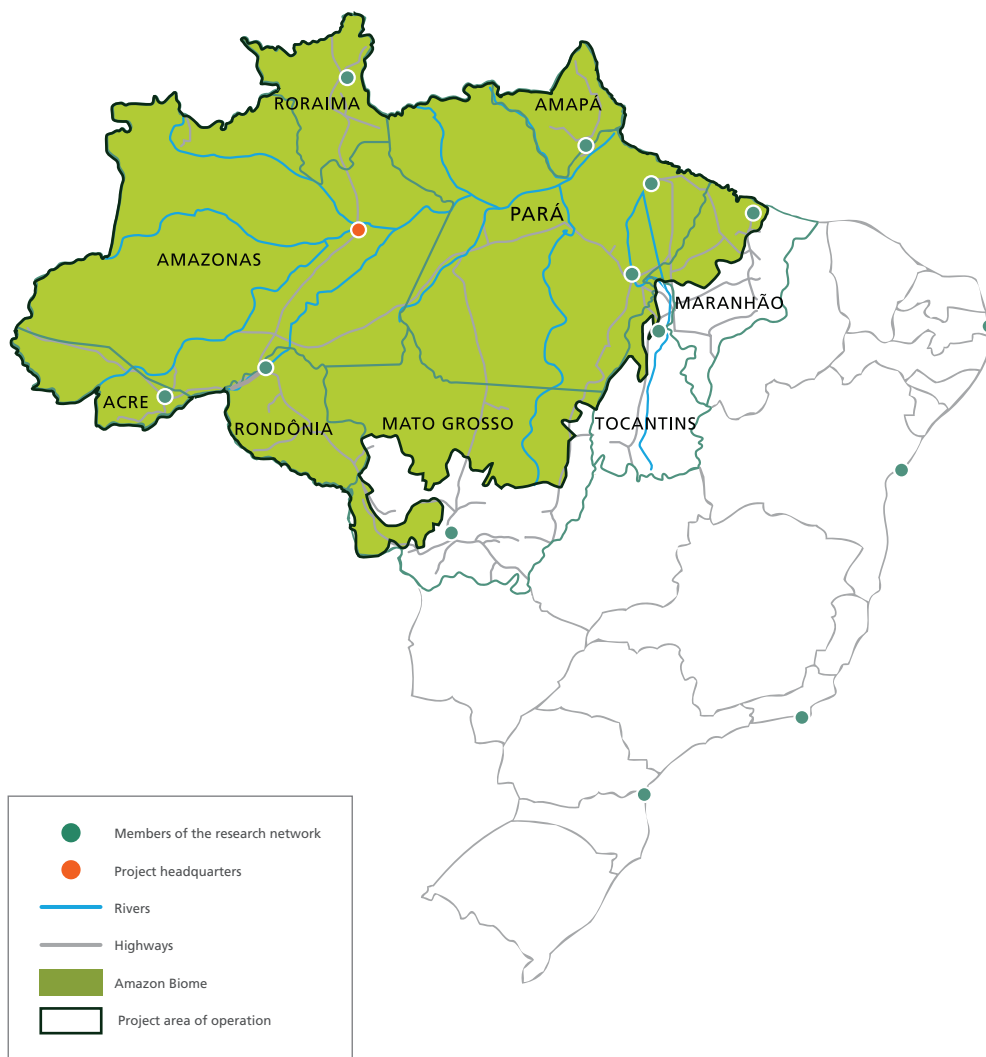 RORAIMA
AMAPÁ
PARÁ
AMAZONAS
MARANHÃO
ACRE
RONDÔNIA
MATO GROSSO
TOCANTINS
Members of the research network
Project headquarters
Rivers
Highways
Amazon Biome
Project area of operation